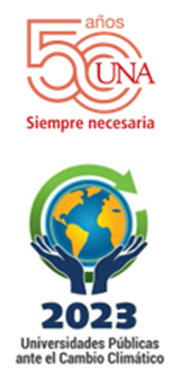 años
50
UNA
Siempre necesaria
2023
Universidades Públicas
ante el Cambio Climático